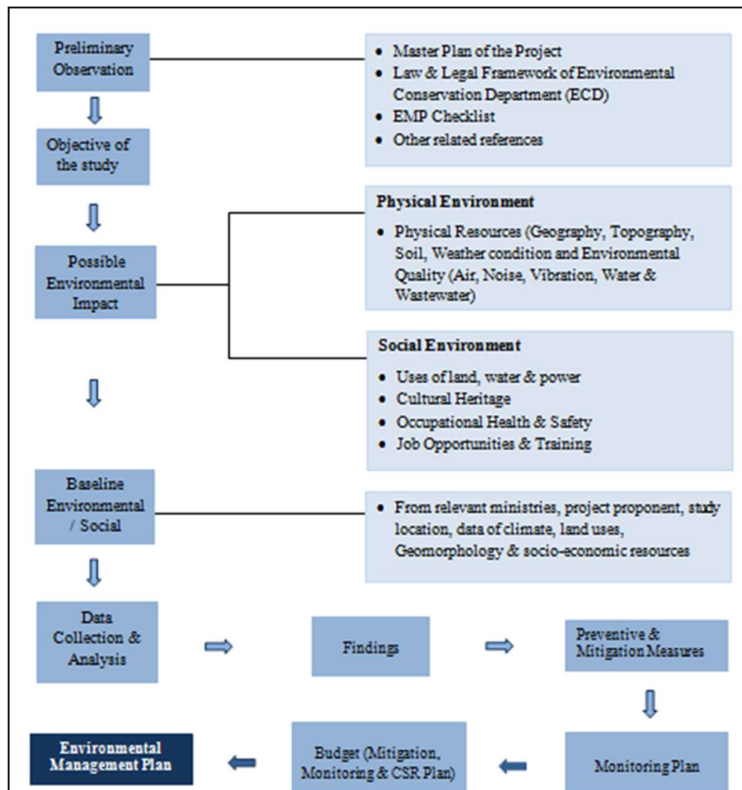 Preliminary
Observation
• Master Plan of the Project
• Law & Legal Framework of Environmental
Conservation Department (ECD)
• EMP Checklist
• Other related references
Objective of
the study
Possible
Environmental
Impact
Physical Environment
• Physical Resources (Geography, Topography,
Soil, Weather condition and Environmental
Quality (Air, Noise, Vibration, Water &
Wastewater)
Social Environment
• Uses of land, water & power
• Cultural Heritage
• Occupational Health & Safety
• Job Opportunities & Training
Baseline
Environmental
/ Social
• From relevant ministries, project proponent, study
location, data of climate, land uses,
Geomorphology & socio-economic resources
Data
Collection &
Analysis
Findings
Preventive &
Mitigation Measures
Monitoring Plan
Budget (Mitigation,
Monitoring & CSR Plan)
Environmental
Management Plan